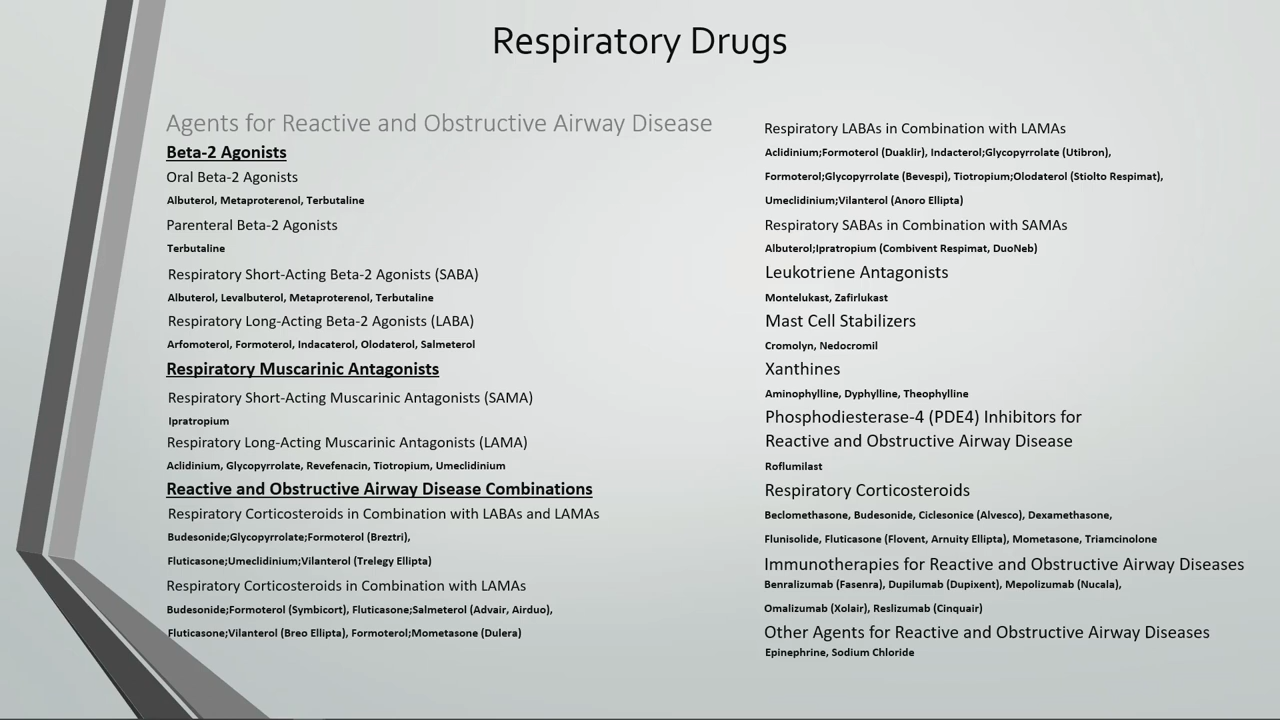 Respiratory Drugs
Agents for Reactive and Obstructive Airway Disease
Beta-2 Agonists
Oral Beta-2 Agonists
Albuterol, Metaproterenol, Terbutaline
Parenteral Beta-2 Agonists
Terbutaline
Respiratory Short-Acting Beta-2 Agonists (SABA)
Albuterol, Levalbuterol, Metaproterenol, Terbutaline
Respiratory Long-Acting Beta-2 Agonists (LABA)
Arfomoterol, Formoterol, Indacaterol, Olodaterol, Salmeterol
Respiratory Muscarinic Antagonists
Respiratory Short-Acting Muscarinic Antagonists (SAMA)
Ipratropium
Respiratory Long-Acting Muscarinic Antagonists (LAMA)
Aclidinium, Glycopyrrolate, Revefenacin, Tiotropium, Umeclidinium
Reactive and Obstructive Airway Disease Combinations
Respiratory Corticosteroids in Combination with LABAs and LAMAs
Budesonide;Glycopyrrolate;Formoterol (Breztri),
Fluticasone;Umeclidinium;Vilanterol (Trelegy Ellipta)
Respiratory Corticosteroids in Combination with LAMAs
Budesonide;Formoterol (Symbicort), Fluticasone;Salmeterol (Advair, Airduo),
Fluticasone;Vilanterol (Breo Ellipta), Formoterol;Mometasone (Dulera)
Respiratory LABAs in Combination with LAMAs
Aclidinium;Formoterol (Duaklir), Indacterol;Glycopyrrolate (Utibron),
Formoterol;Glycopyrrolate (Bevespi), Tiotropium;Olodaterol (Stiolto Respimat),
Umeclidinium;Vilanterol (Anoro Ellipta)
Respiratory SABAs in Combination with SAMAs
Albuterol;Ipratropium (Combivent Respimat, DuoNeb)
Leukotriene Antagonists
Montelukast, Zafirlukast
Mast Cell Stabilizers
Cromolyn, Nedocromil
Xanthines
Aminophylline, Dyphylline, Theophylline
Phosphodiesterase-4 (PDE4) Inhibitors for
Reactive and Obstructive Airway Disease
Roflumilast
Respiratory Corticosteroids
Beclomethasone, Budesonide, Ciclesonice (Alvesco), Dexamethasone,
Flunisolide, Fluticasone (Flovent, Arnuity Ellipta), Mometasone, Triamcinolone
Immunotherapies for Reactive and Obstructive Airway Diseases
Benralizumab (Fasenra), Dupilumab (Dupixent), Mepolizumab (Nucala),
Omalizumab (Xolair), Reslizumab (Cinquair)
Other Agents for Reactive and Obstructive Airway Diseases
Epinephrine, Sodium Chloride